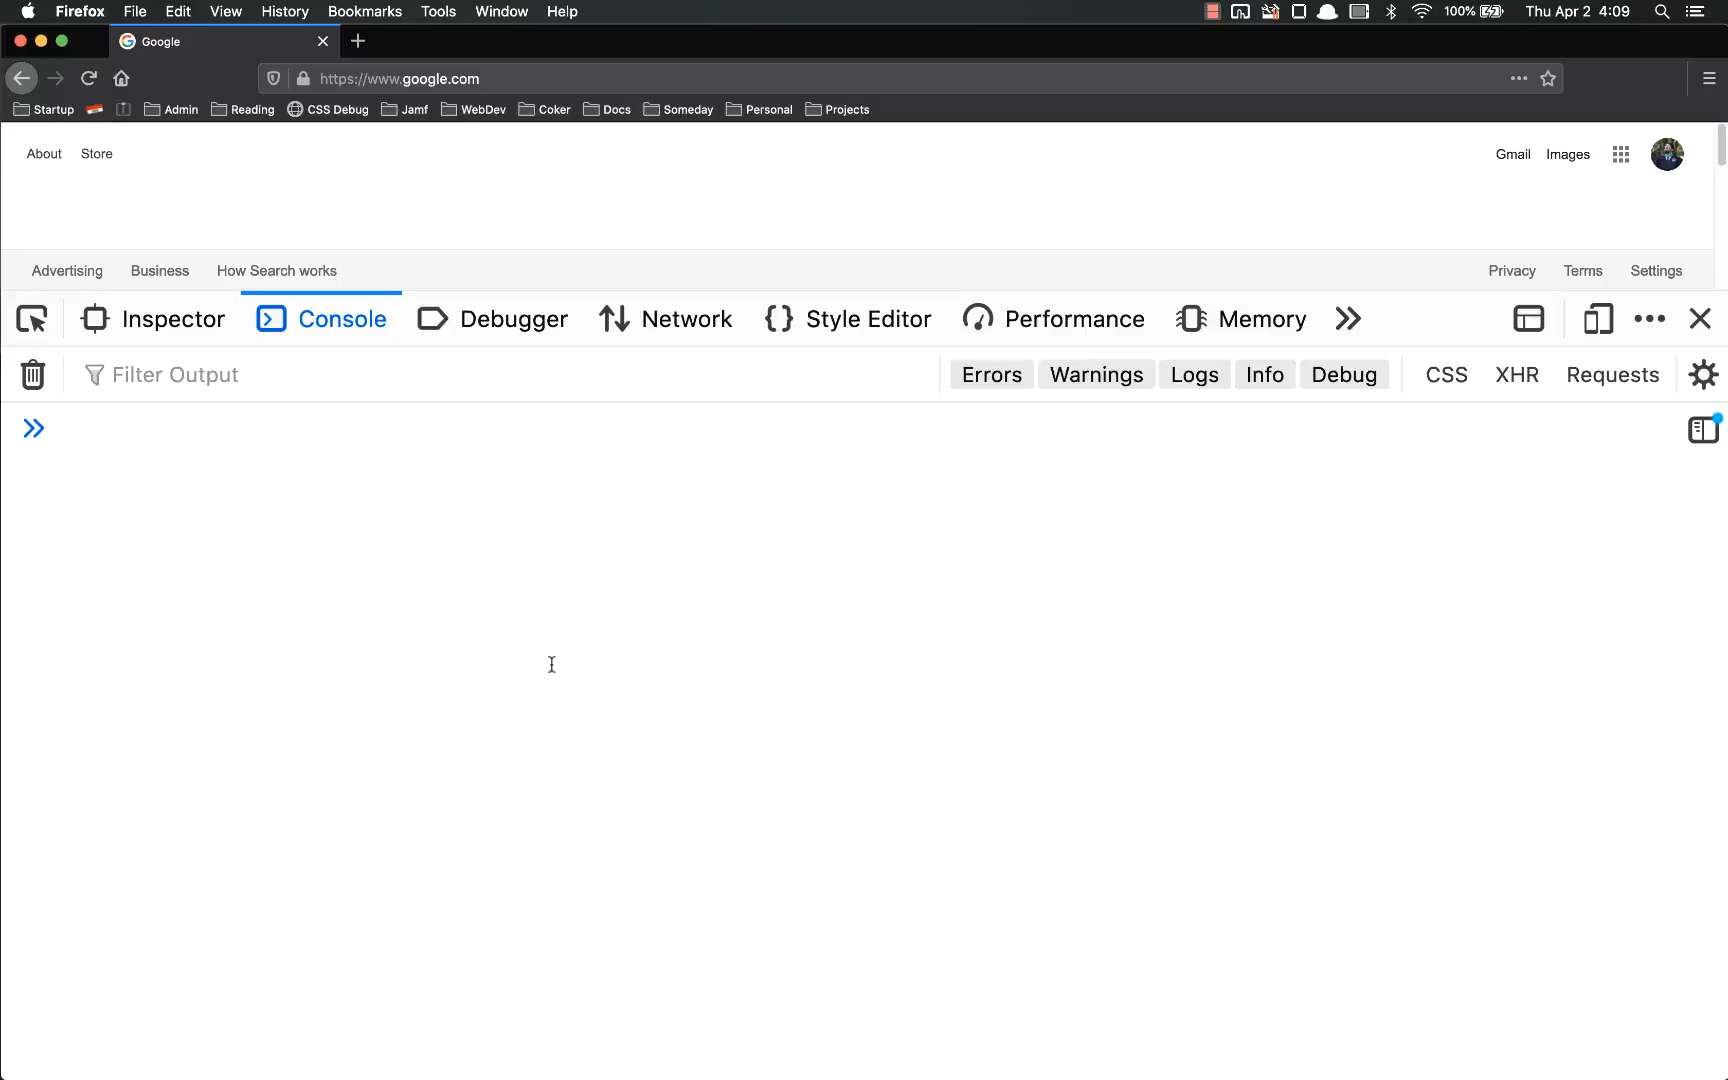 Firefox File Edit View History Bookmarks Tools Window Help 100% Thu Apr 2 4:09
Google
https://www.google.com
Startup Admin Reading CSS Debug Jamf WebDev Coker Docs Someday Personal Projects
About Store Gmail Images
Advertising Business How Search works Privacy Terms Settings
Inspector Console Debugger Network Style Editor Performance Memory
Filter Output Errors Warnings Logs Info Debug CSS XHR Requests